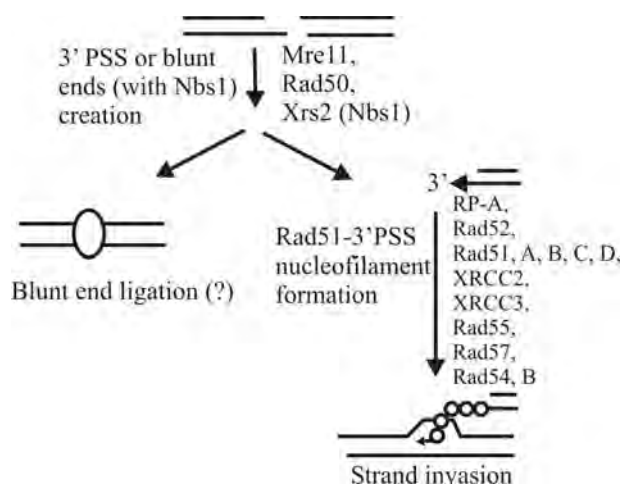 3' PSS or blunt
ends (with Nbs1)
creation
Mre11,
Rad50,
Xrs2 (Nbs1)
3'
RP-A,
Rad52,
Rad51, A, B, C, D,
XRCC2,
XRCC3,
Rad55,
Rad57,
Rad54, B
Rad51-3'PSS
nucleofilament
formation
Blunt end ligation (?)
Strand invasion